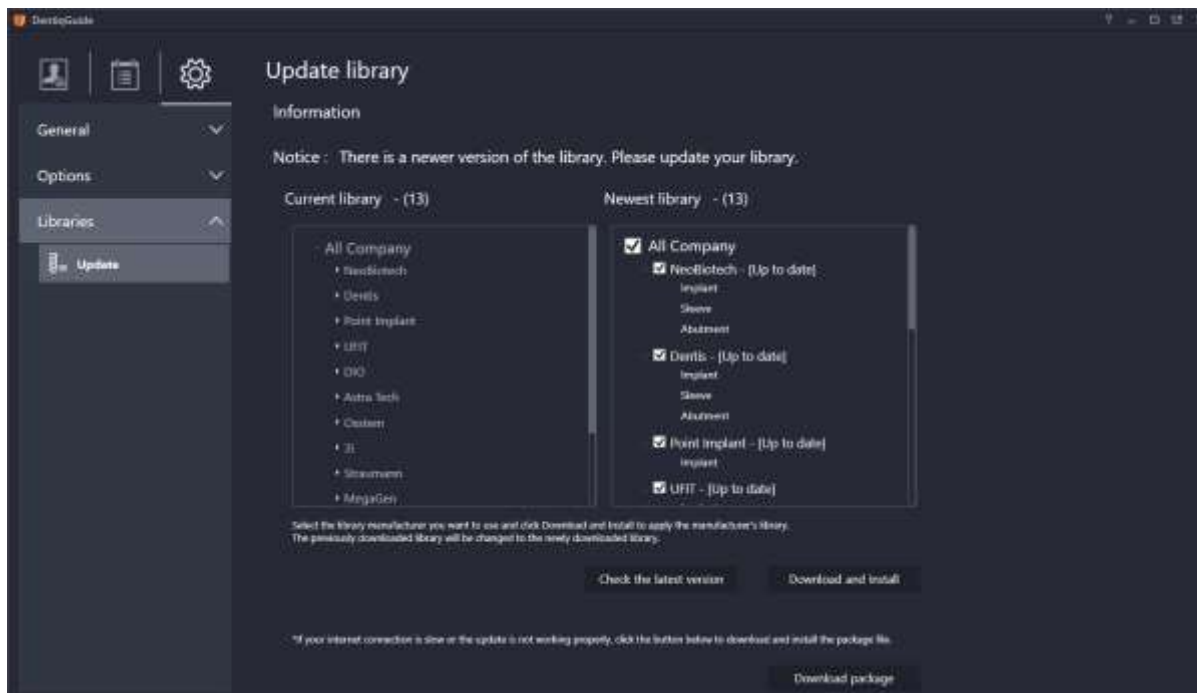 DentiqGuide
Update library
Information
General
Notice : There is a newer version of the library. Please update your library.
Options
Current library - (13)
Newest library - (13)
Libraries
Update
All Company
NeoBiotech
Dentis
Point Implant
UFIT
DIO
Astra Tech
Osstem
3i
Straumann
MegaGen
All Company
NeoBiotech - [Up to date]
Implant
Sleeve
Abutment
Dentis - [Up to date]
Implant
Sleeve
Abutment
Point Implant - [Up to date]
Implant
UFIT - [Up to date]
Select the library manufacturer you want to use and click Download and Install to apply the manufacturer's library.
The previously downloaded library will be changed to the newly downloaded library.
Check the latest version
Download and install
*If your internet connection is slow or the update is not working properly, click the button below to download and install the package file.
Download package